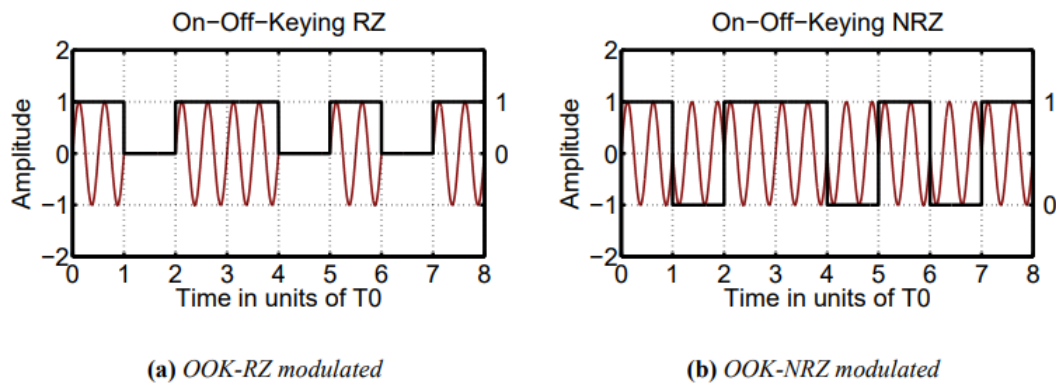 On−Off−Keying RZ
2
1
0
−1
−2
Amplitude
1
0
0 1 2 3 4 5 6 7 8
Time in units of T0
(a) OOK-RZ modulated
On−Off−Keying NRZ
2
1
0
−1
−2
Amplitude
1
0
0 1 2 3 4 5 6 7 8
Time in units of T0
(b) OOK-NRZ modulated